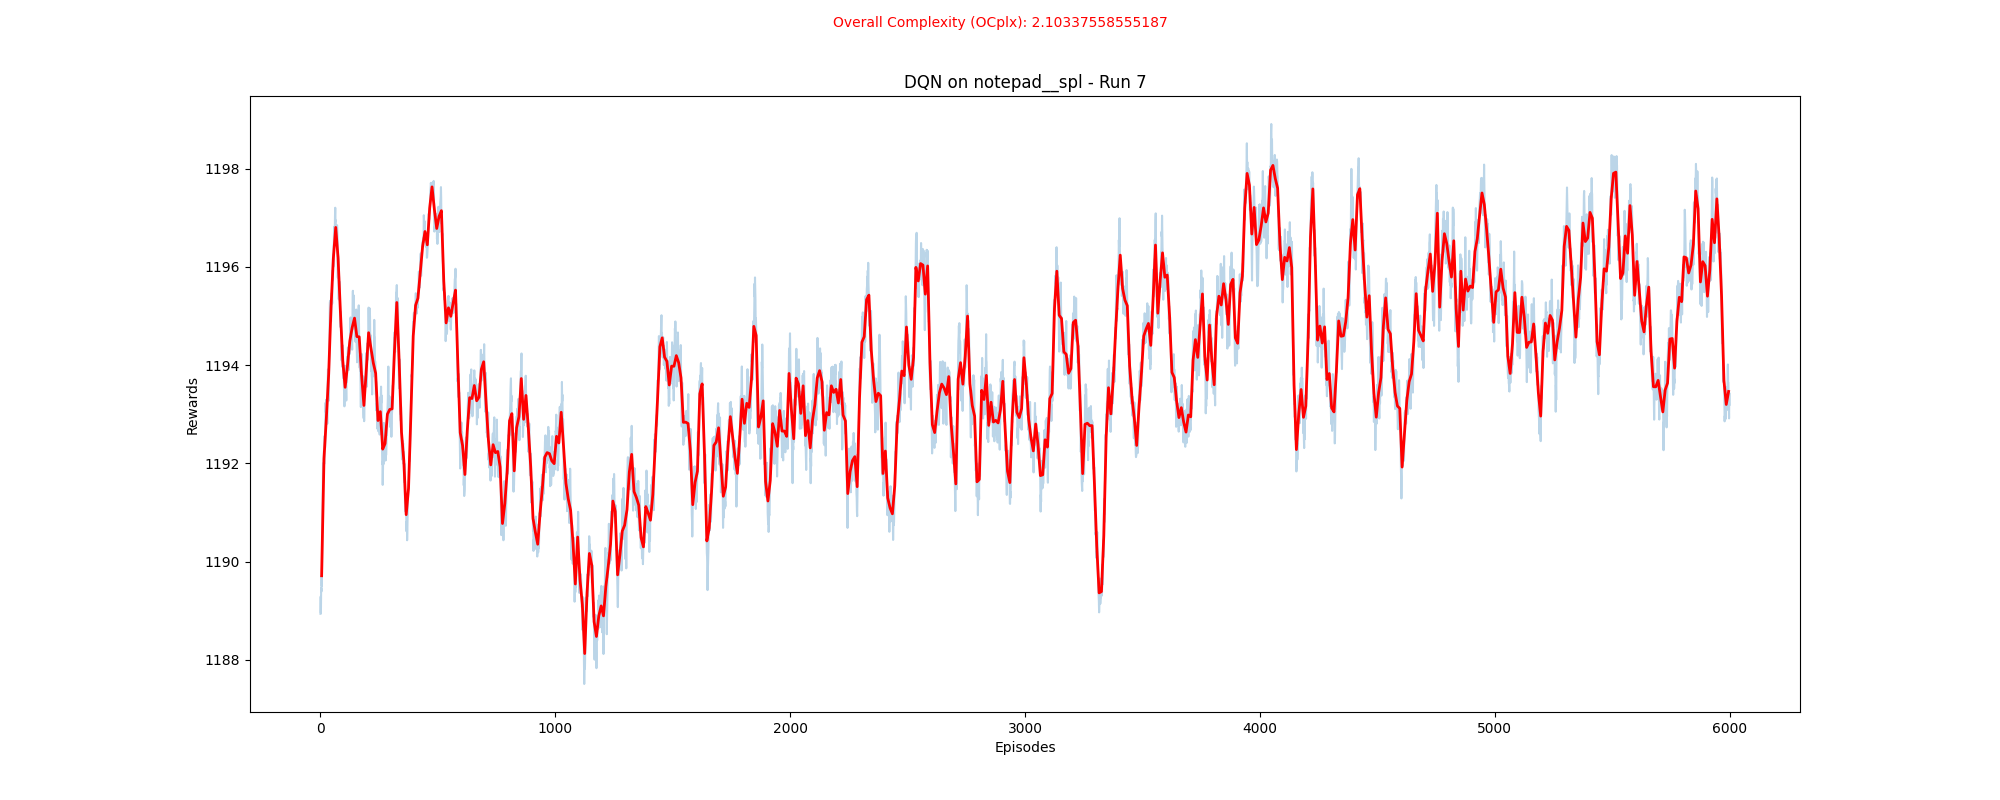 Overall Complexity (OCplx): 2.10337558555187
DQN on notepad__spl - Run 7
Rewards
1198
1196
1194
1192
1190
1188
0 1000 2000 3000 4000 5000 6000
Episodes